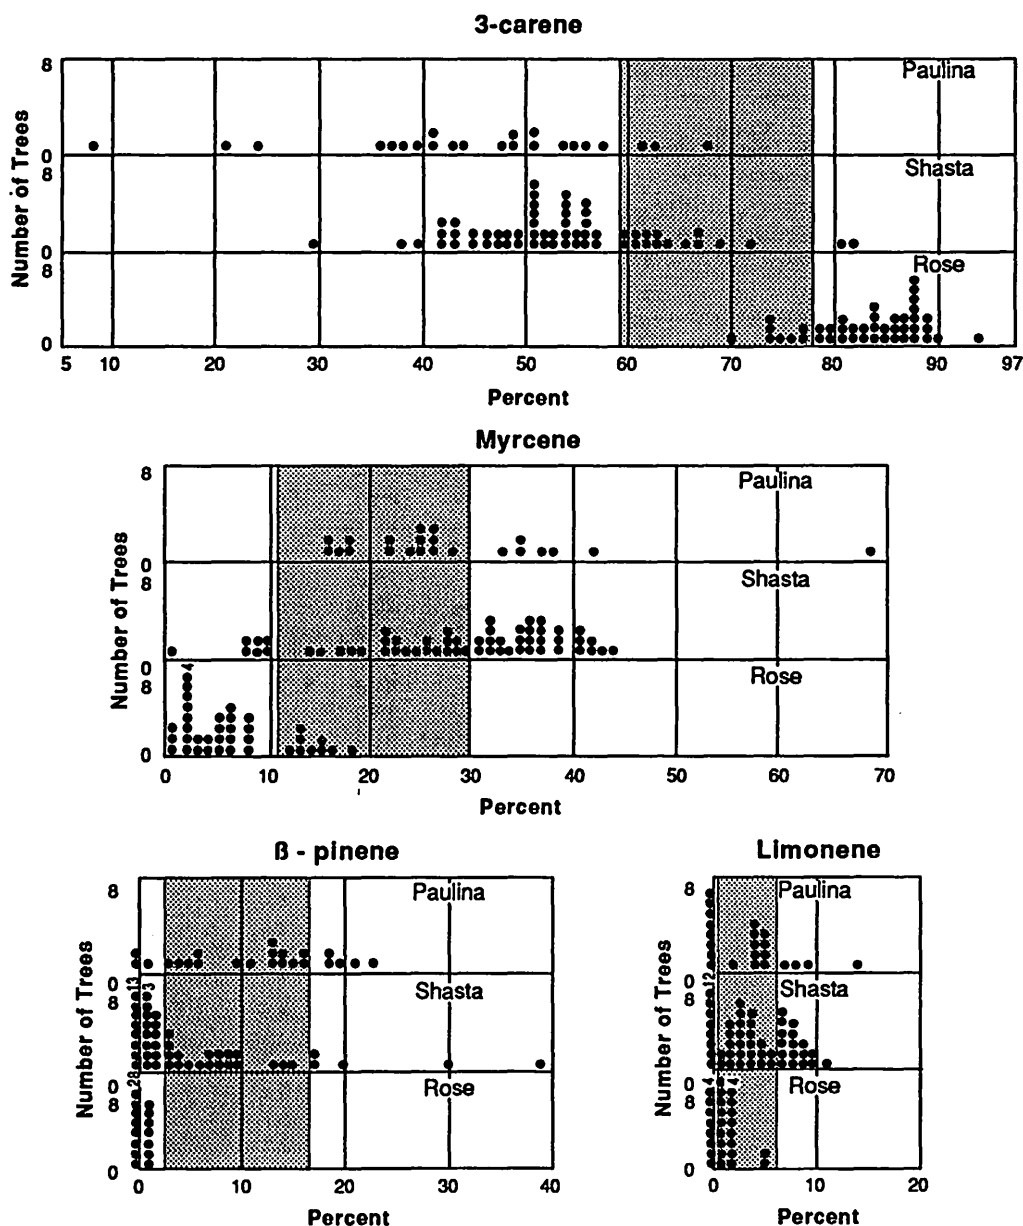 3-carene
8
Paulina
0
8
Shasta
0
8
Rose
0
Number of Trees
5 10 20 30 40 50 60 70 80 90 97
Percent
Myrcene
8
Paulina
0
8
Shasta
0
8
4
Rose
0
Number of Trees
0 10 20 30 40 50 60 70
Percent
ß - pinene
8
Paulina
0
8
13
3
Shasta
0
8
28
Rose
0
Number of Trees
0 10 20 30 40
Percent
Limonene
8
Paulina
0
8
12
Shasta
0
8
4
4
Rose
0
Number of Trees
0 10 20
Percent